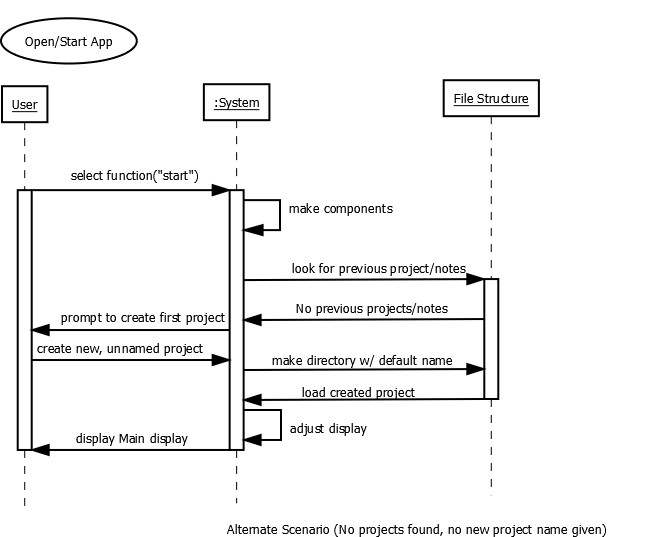 Open/Start App
User
:System
File Structure
select function("start")
make components
look for previous project/notes
No previous projects/notes
prompt to create first project
create new, unnamed project
make directory w/ default name
load created project
adjust display
display Main display
Alternate Scenario (No projects found, no new project name given)